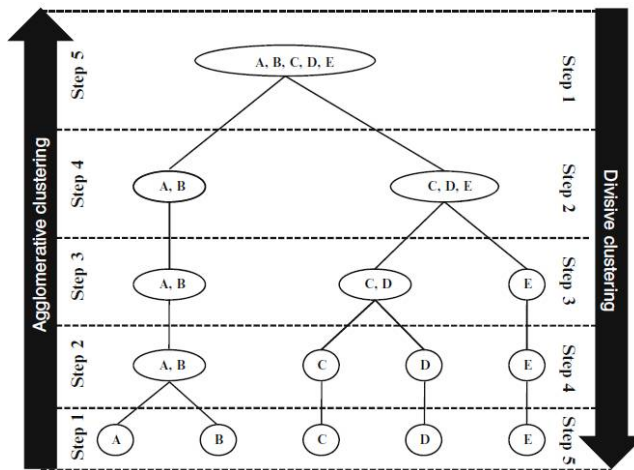 Agglomerative clustering
Divisive clustering
Step 5
A, B, C, D, E
Step 1
Step 4
A, B
C, D, E
Step 2
Step 3
A, B
C, D
E
Step 3
Step 2
A, B
C
D
E
Step 4
Step 1
A
B
C
D
E
Step 5